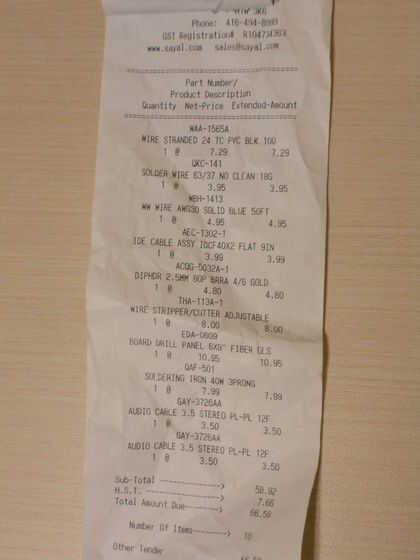 Phone: 416-494-8999
GST Registration# R104734363
www.sayal.com sales@sayal.com
Part Number/
Product Description
Quantity Net-Price Extended-Amount
WAA-1565A
WIRE STRANDED 24 TC PVC BLK 100
1 @ 7.29 7.29
QKC-141
SOLDER WIRE 63/37 NO CLEAN 18G
1 @ 3.95 3.95
WBH-1413
WW WIRE AWG30 SOLID BLUE 50FT
1 @ 4.95 4.95
AEC-1302-1
IDE CABLE ASSY IDCF40X2 FLAT 9IN
1 @ 3.99 3.99
ACQG-5032A-1
DIPHDR 2.5MM 80P BRRA 4/6 GOLD
1 @ 4.80 4.80
THA-113A-1
WIRE STRIPPER/CUTTER ADJUSTABLE
1 @ 8.00 8.00
EDA-0609
BOARD DRILL PANEL 6X9" FIBER GLS
1 @ 10.95 10.95
QAF-501
SOLDERING IRON 40W 3PRONG
1 @ 7.99 7.99
GAY-3726AA
AUDIO CABLE 3.5 STEREO PL-PL 12F
1 @ 3.50 3.50
GAY-3726AA
AUDIO CABLE 3.5 STEREO PL-PL 12F
1 @ 3.50 3.50
Sub-Total ------------> 58.92
H.S.T. ---------------> 7.66
Total Amount Due------> 66.58
Number Of Items-------> 10
Other Tender